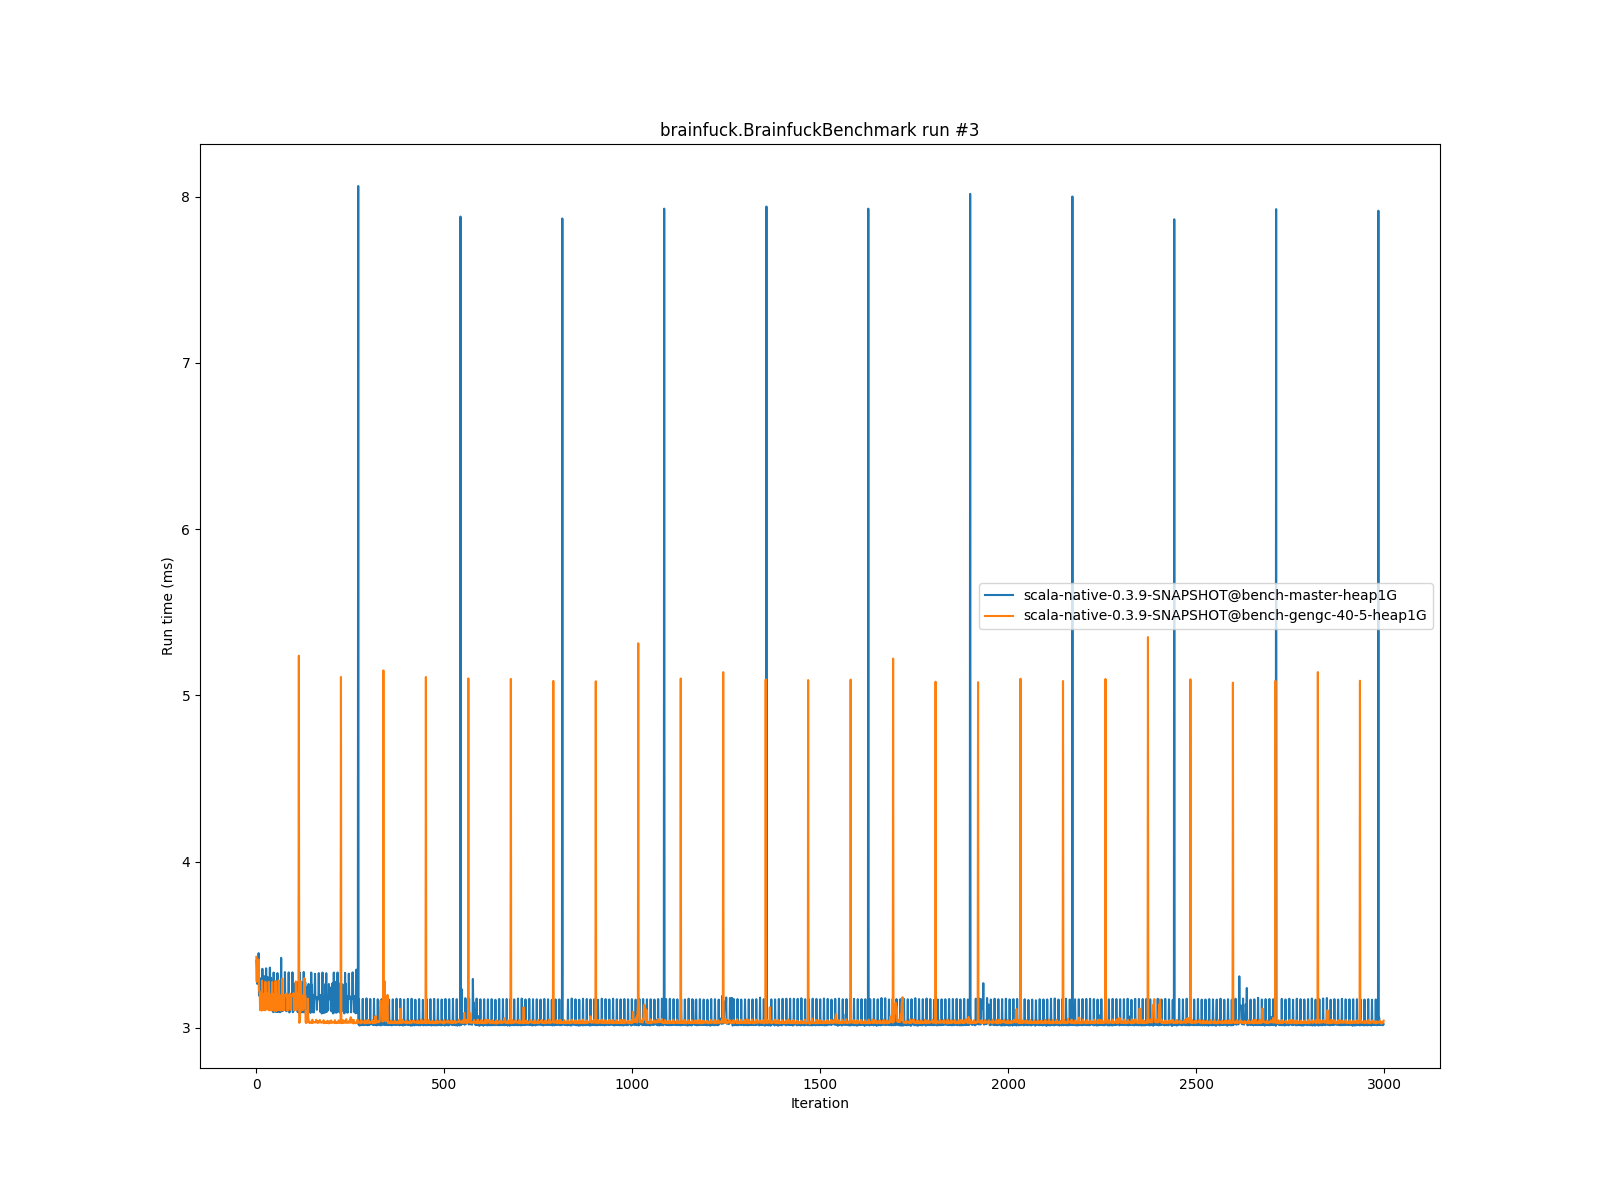 brainfuck.BrainfuckBenchmark run #3
8
7
6
5
4
3
Run time (ms)
scala-native-0.3.9-SNAPSHOT@bench-master-heap1G
scala-native-0.3.9-SNAPSHOT@bench-gengc-40-5-heap1G
0 500 1000 1500 2000 2500 3000
Iteration